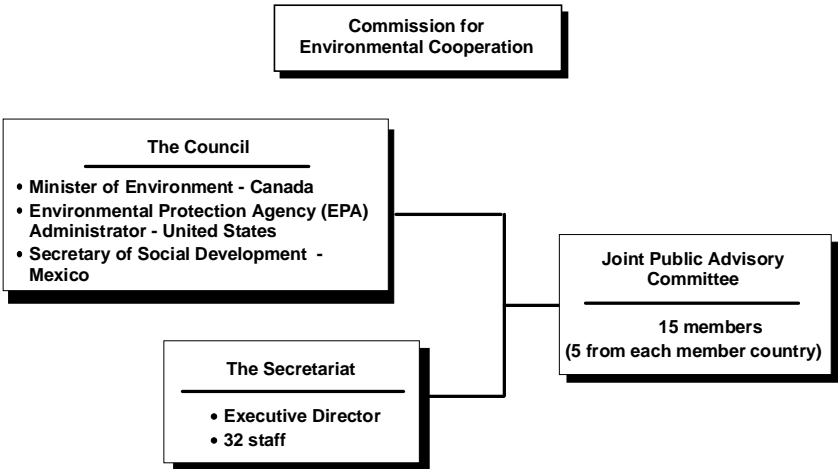 Commission for
Environmental Cooperation
The Council
• Minister of Environment - Canada
• Environmental Protection Agency (EPA)
Administrator - United States
• Secretary of Social Development -
Mexico
Joint Public Advisory
Committee
15 members
(5 from each member country)
The Secretariat
• Executive Director
• 32 staff